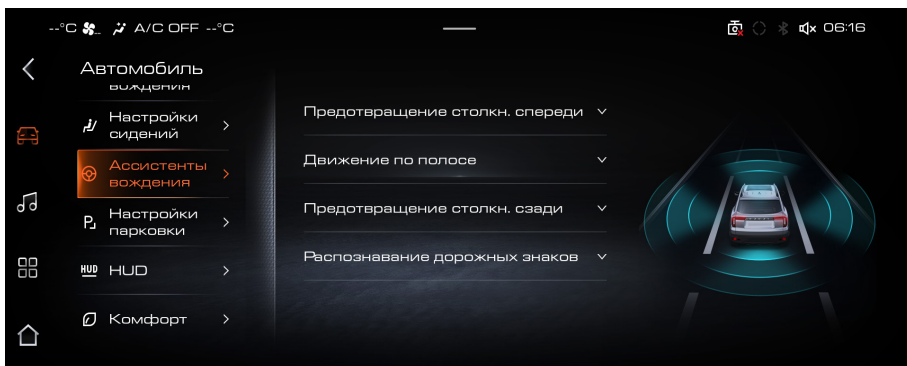 --°C A/C OFF --°C
06:16
Автомобиль
вождения
Настройки
сидений
Ассистенты
вождения
Настройки
парковки
HUD HUD
Комфорт
Предотвращение столкн. спереди
Движение по полосе
Предотвращение столкн. сзади
Распознавание дорожных знаков